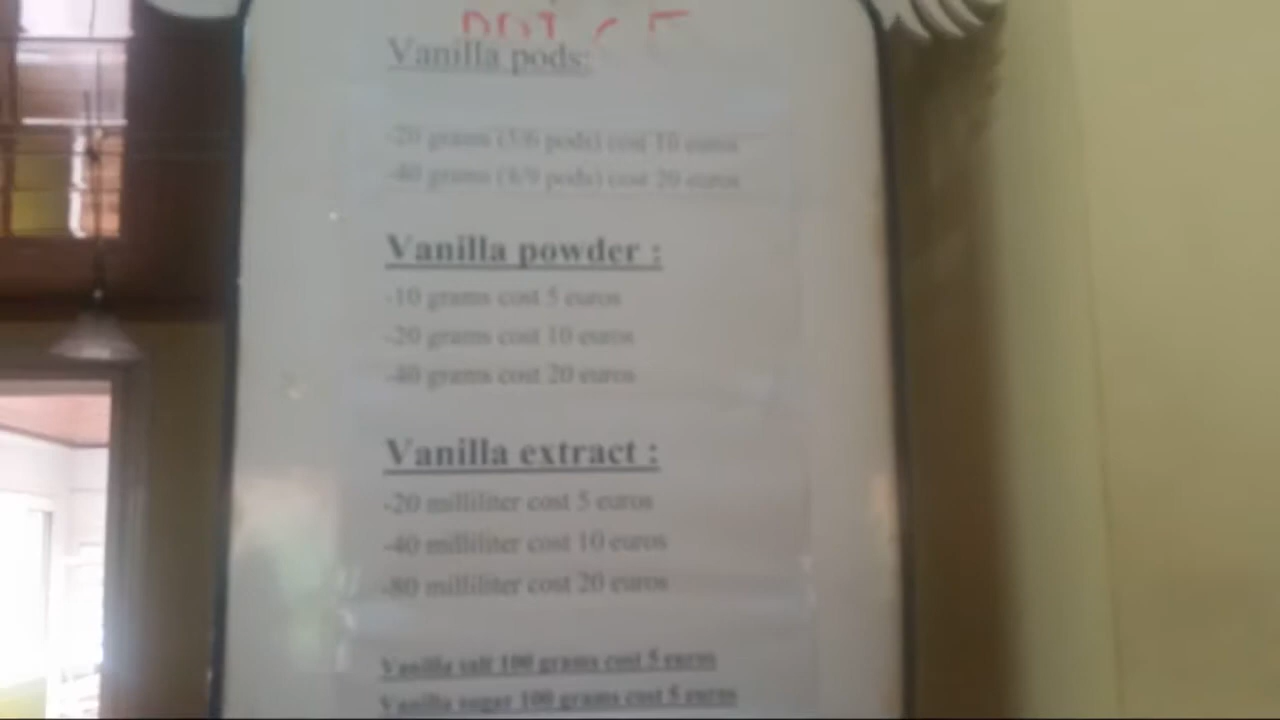 PRICE
Vanilla pods:
-20 grams (5/6 pods) cost 10 euros
-40 grams (8/9 pods) cost 20 euros
Vanilla powder :
-10 grams cost 5 euros
-20 grams cost 10 euros
-40 grams cost 20 euros
Vanilla extract :
-20 milliliter cost 5 euros
-40 milliliter cost 10 euros
-80 milliliter cost 20 euros
Vanilla salt 100 grams cost 5 euros
Vanilla sugar 100 grams cost 5 euros